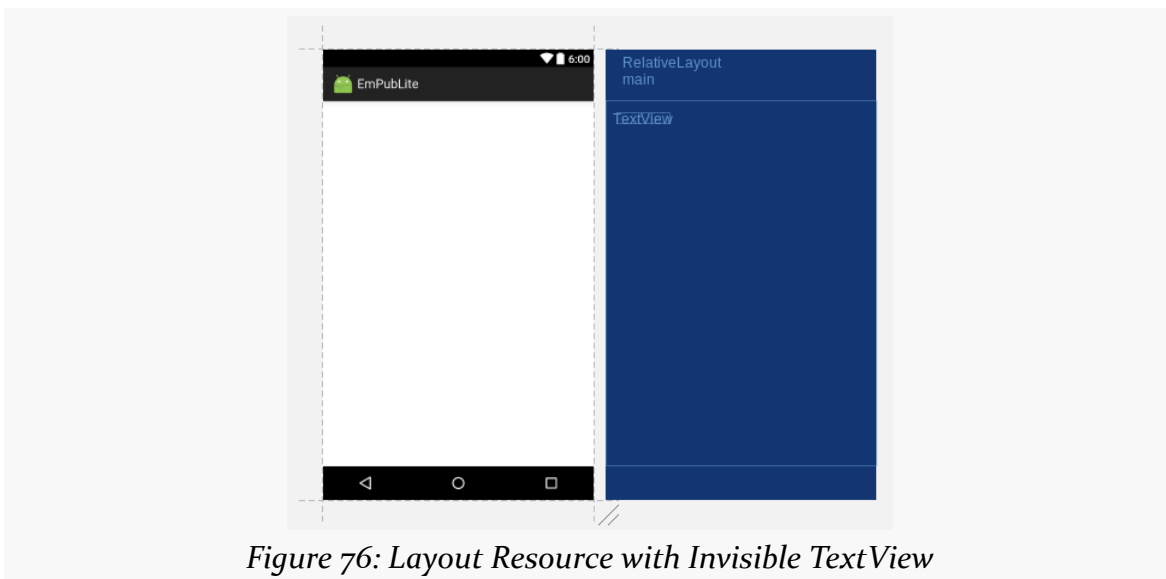 6:00
EmPubLite
RelativeLayout
main
TextView
Figure 76: Layout Resource with Invisible TextView